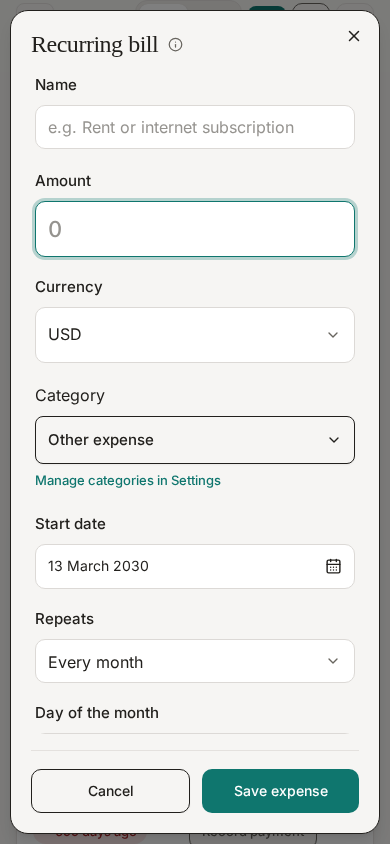 Recurring bill
Name
e.g. Rent or internet subscription
Amount
0
Currency
USD
Category
Other expense
Manage categories in Settings
Start date
13 March 2030
Repeats
Every month
Day of the month
Cancel
Save expense